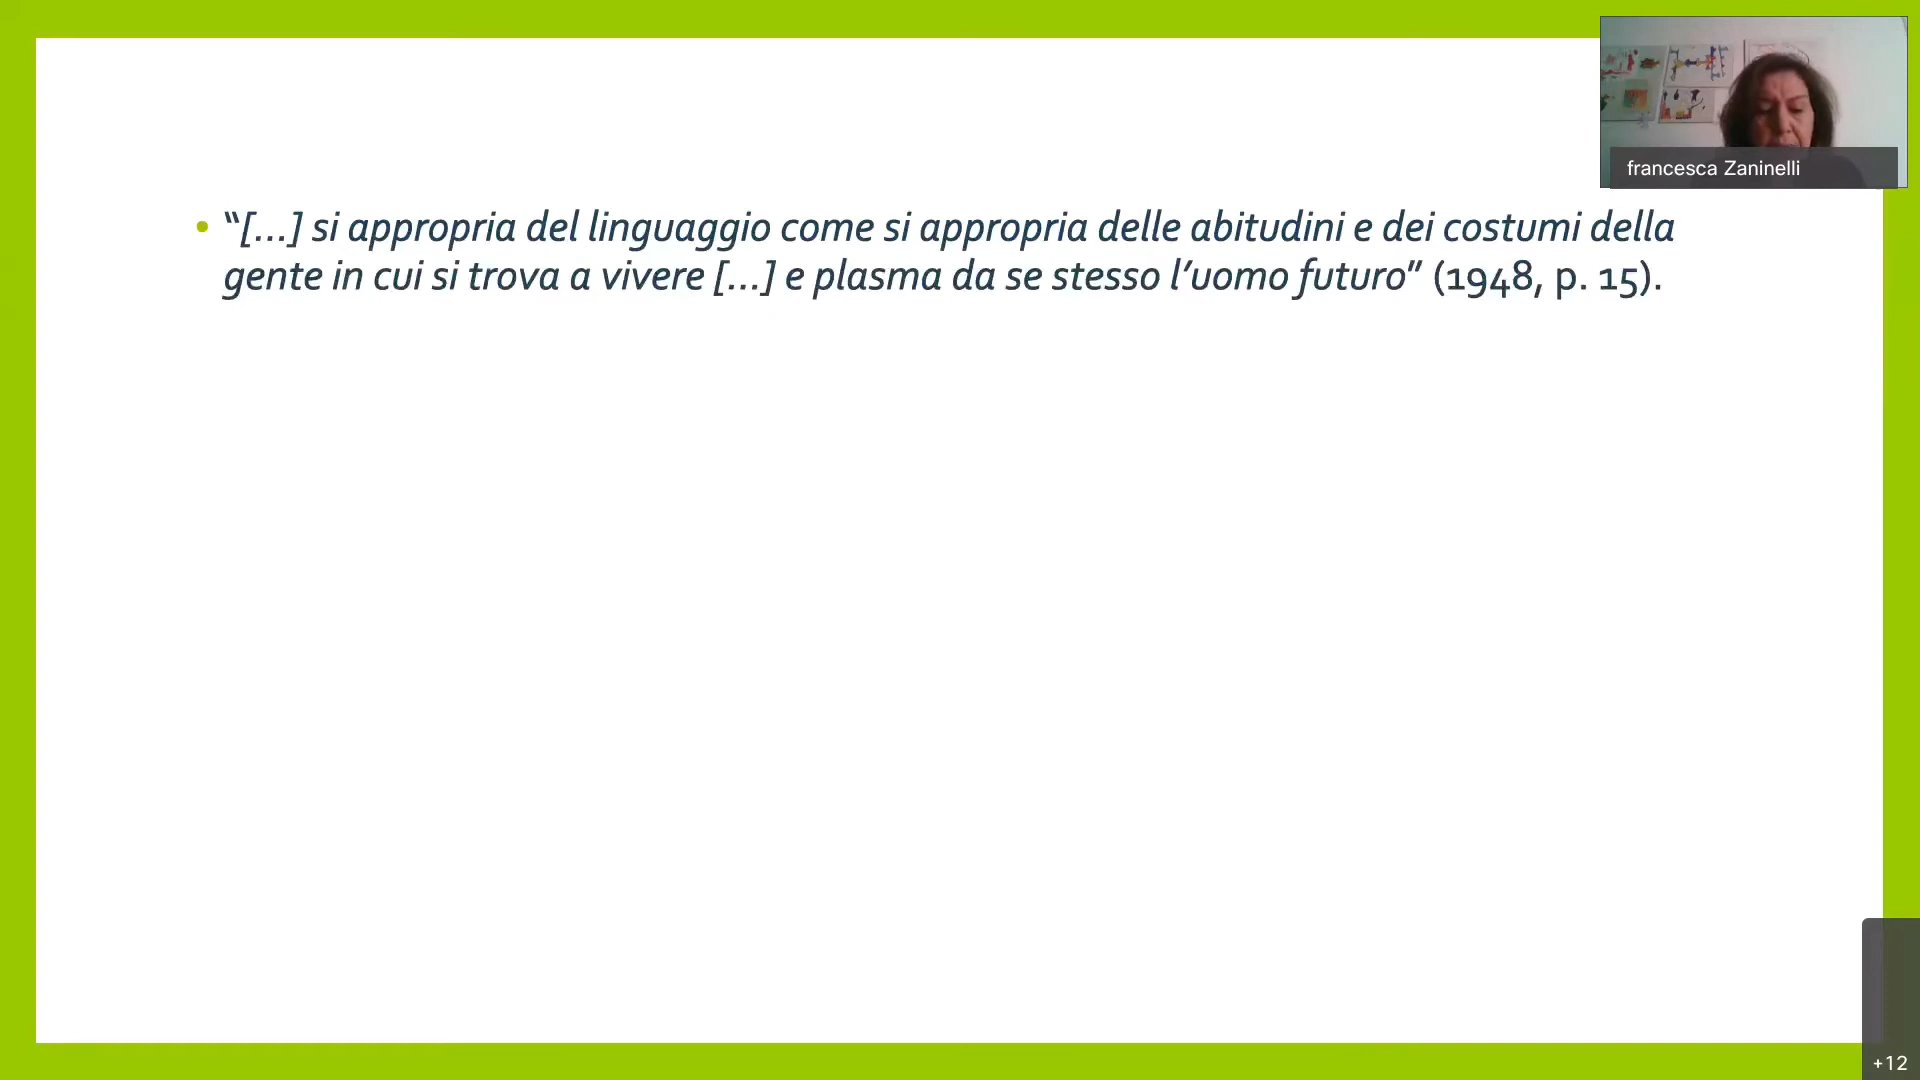 francesca Zaninelli
• “[…] si appropria del linguaggio come si appropria delle abitudini e dei costumi della
gente in cui si trova a vivere […] e plasma da se stesso l’uomo futuro” (1948, p. 15).
+12